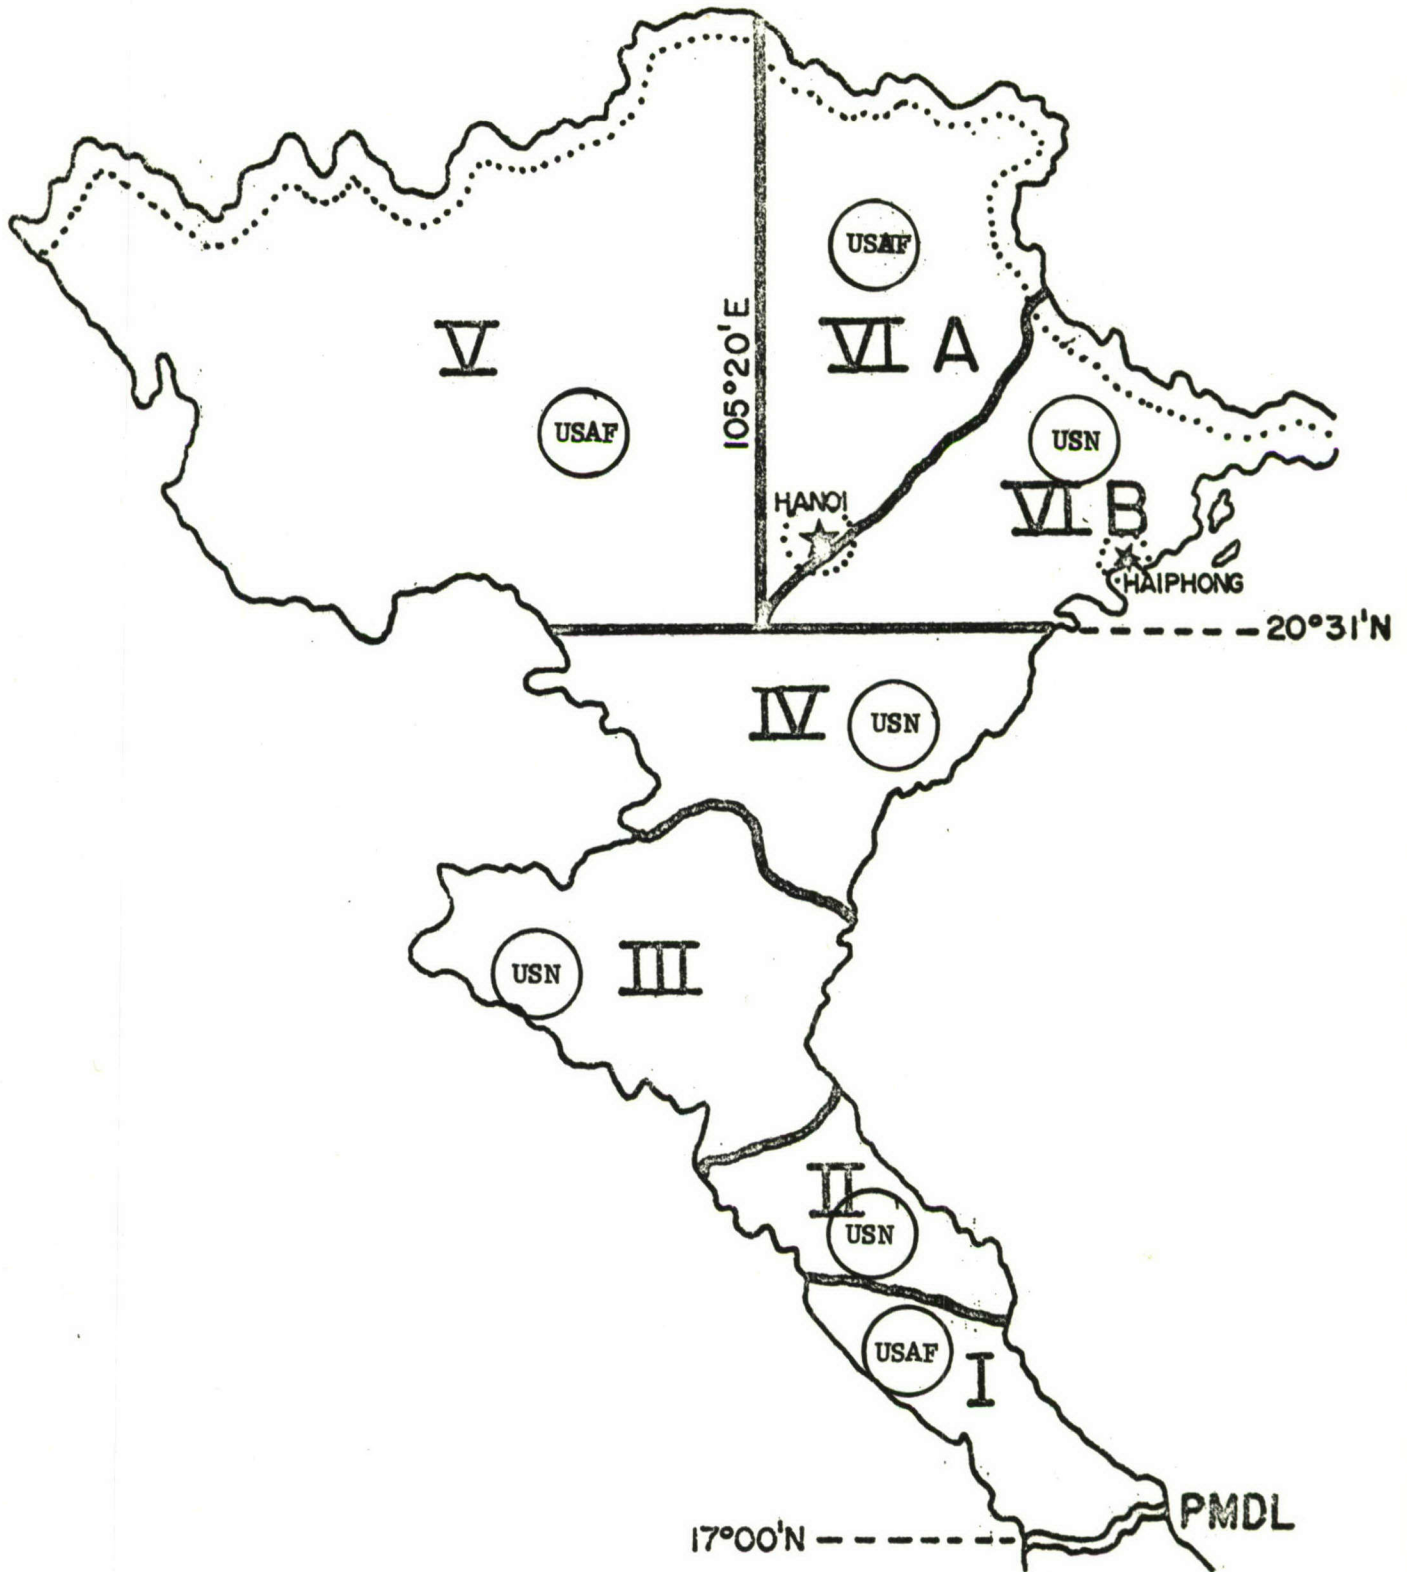 USAF
105°20'E
V
VI A
USAF
USN
HANOI
VI B
HAIPHONG
20°31'N
IV
USN
USN
III
II
USN
USAF
I
PMDL
17°00'N